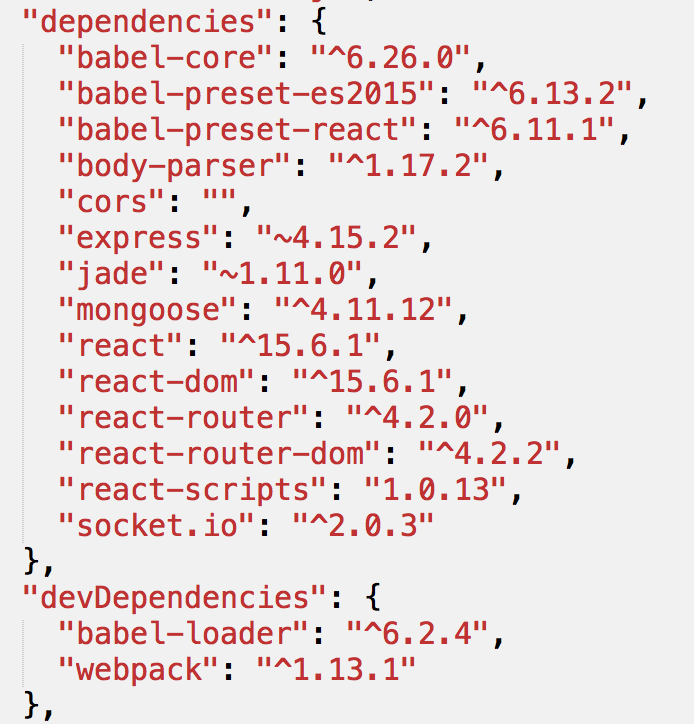 "dependencies": {
"babel-core": "^6.26.0",
"babel-preset-es2015": "^6.13.2",
"babel-preset-react": "^6.11.1",
"body-parser": "^1.17.2",
"cors": "",
"express": "~4.15.2",
"jade": "~1.11.0",
"mongoose": "^4.11.12",
"react": "^15.6.1",
"react-dom": "^15.6.1",
"react-router": "^4.2.0",
"react-router-dom": "^4.2.2",
"react-scripts": "1.0.13",
"socket.io": "^2.0.3"
},
"devDependencies": {
"babel-loader": "^6.2.4",
"webpack": "^1.13.1"
},